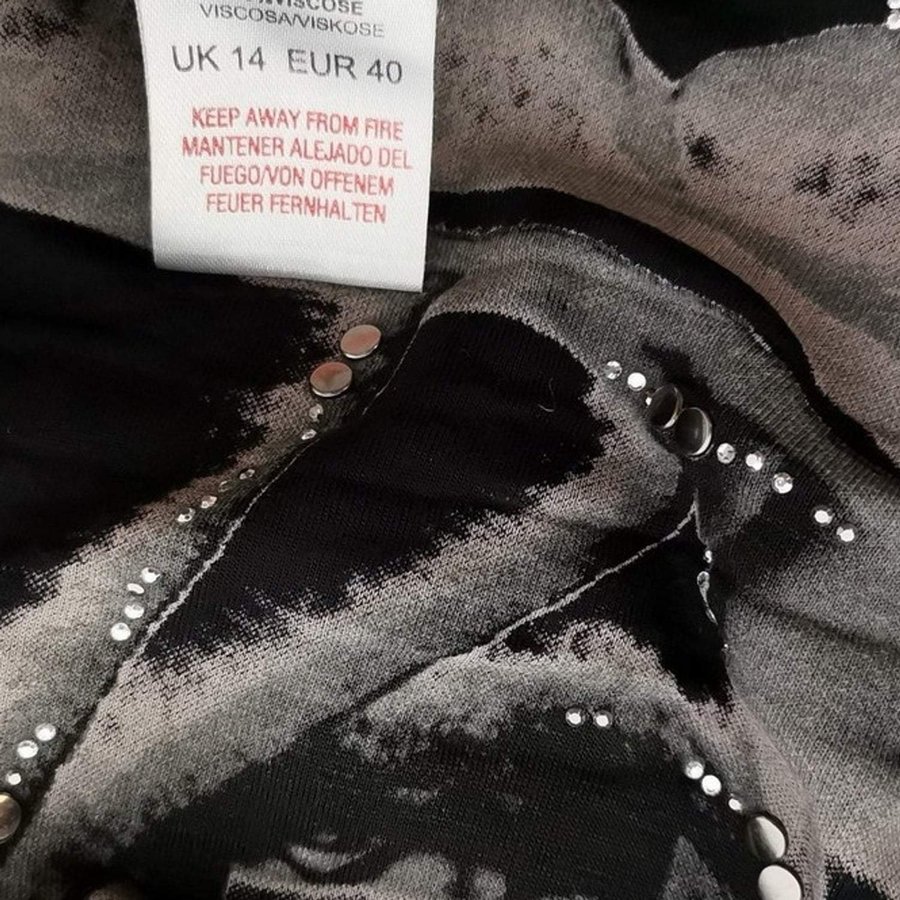 VISCOSA/VISKOSE
UK 14 EUR 40
KEEP AWAY FROM FIRE
MANTENER ALEJADO DEL
FUEGO/VON OFFENEM
FEUER FERNHALTEN